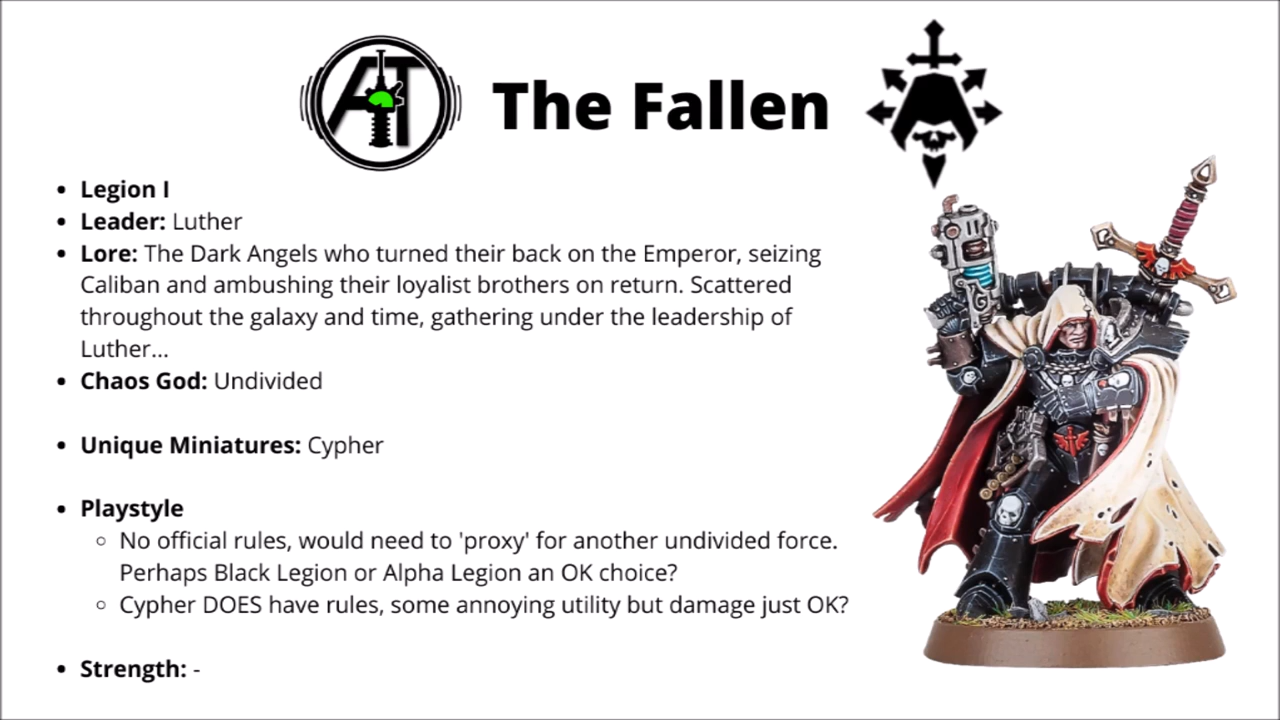 AT
The Fallen
• Legion I
• Leader: Luther
• Lore: The Dark Angels who turned their back on the Emperor, seizing
Caliban and ambushing their loyalist brothers on return. Scattered
throughout the galaxy and time, gathering under the leadership of
Luther...
• Chaos God: Undivided
• Unique Miniatures: Cypher
• Playstyle
○ No official rules, would need to 'proxy' for another undivided force.
Perhaps Black Legion or Alpha Legion an OK choice?
○ Cypher DOES have rules, some annoying utility but damage just OK?
• Strength: -